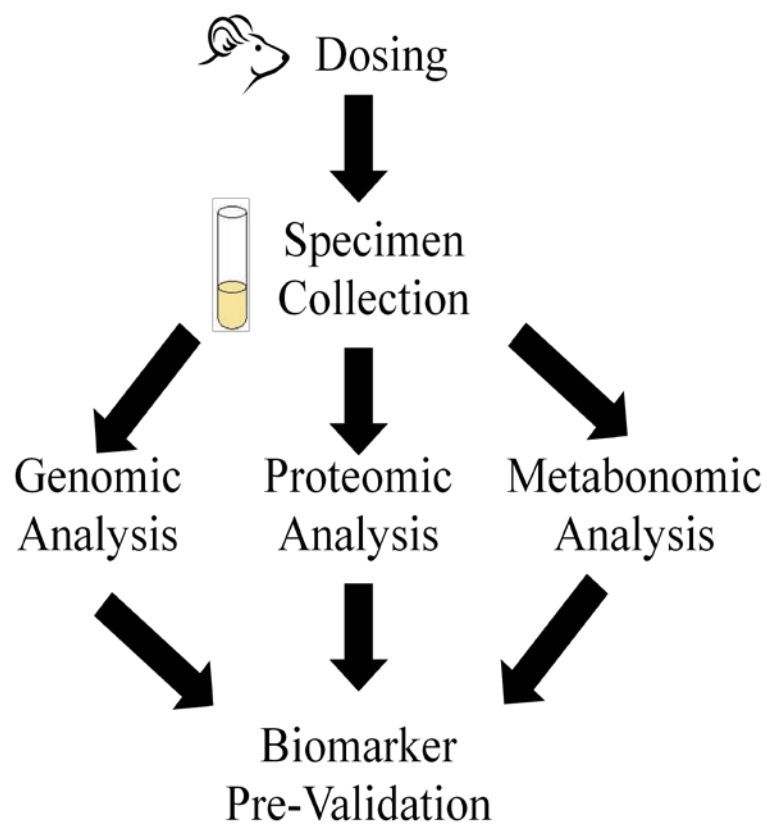 Dosing
Specimen
Collection
Genomic
Analysis
Proteomic
Analysis
Metabonomic
Analysis
Biomarker
Pre-Validation